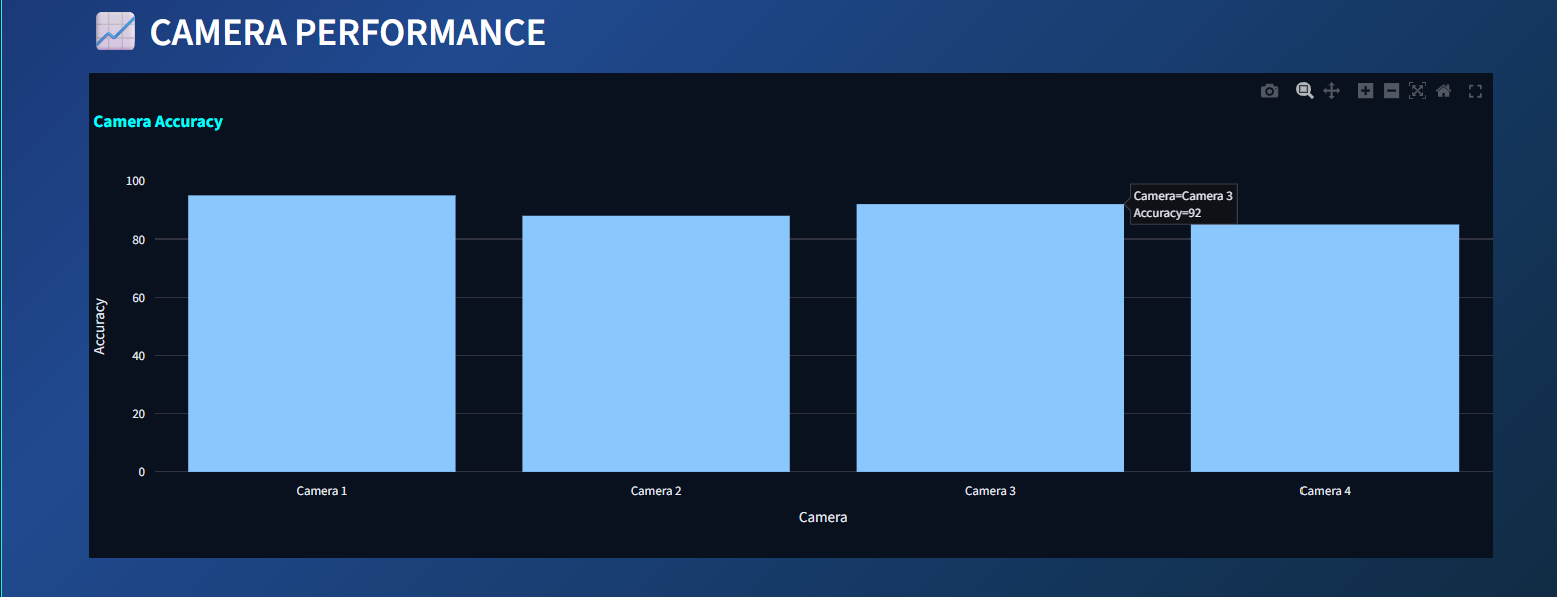 CAMERA PERFORMANCE
Camera Accuracy
100
Camera=Camera 3
Accuracy=92
80
60
Accuracy
40
20
0
Camera 1
Camera 2
Camera 3
Camera 4
Camera